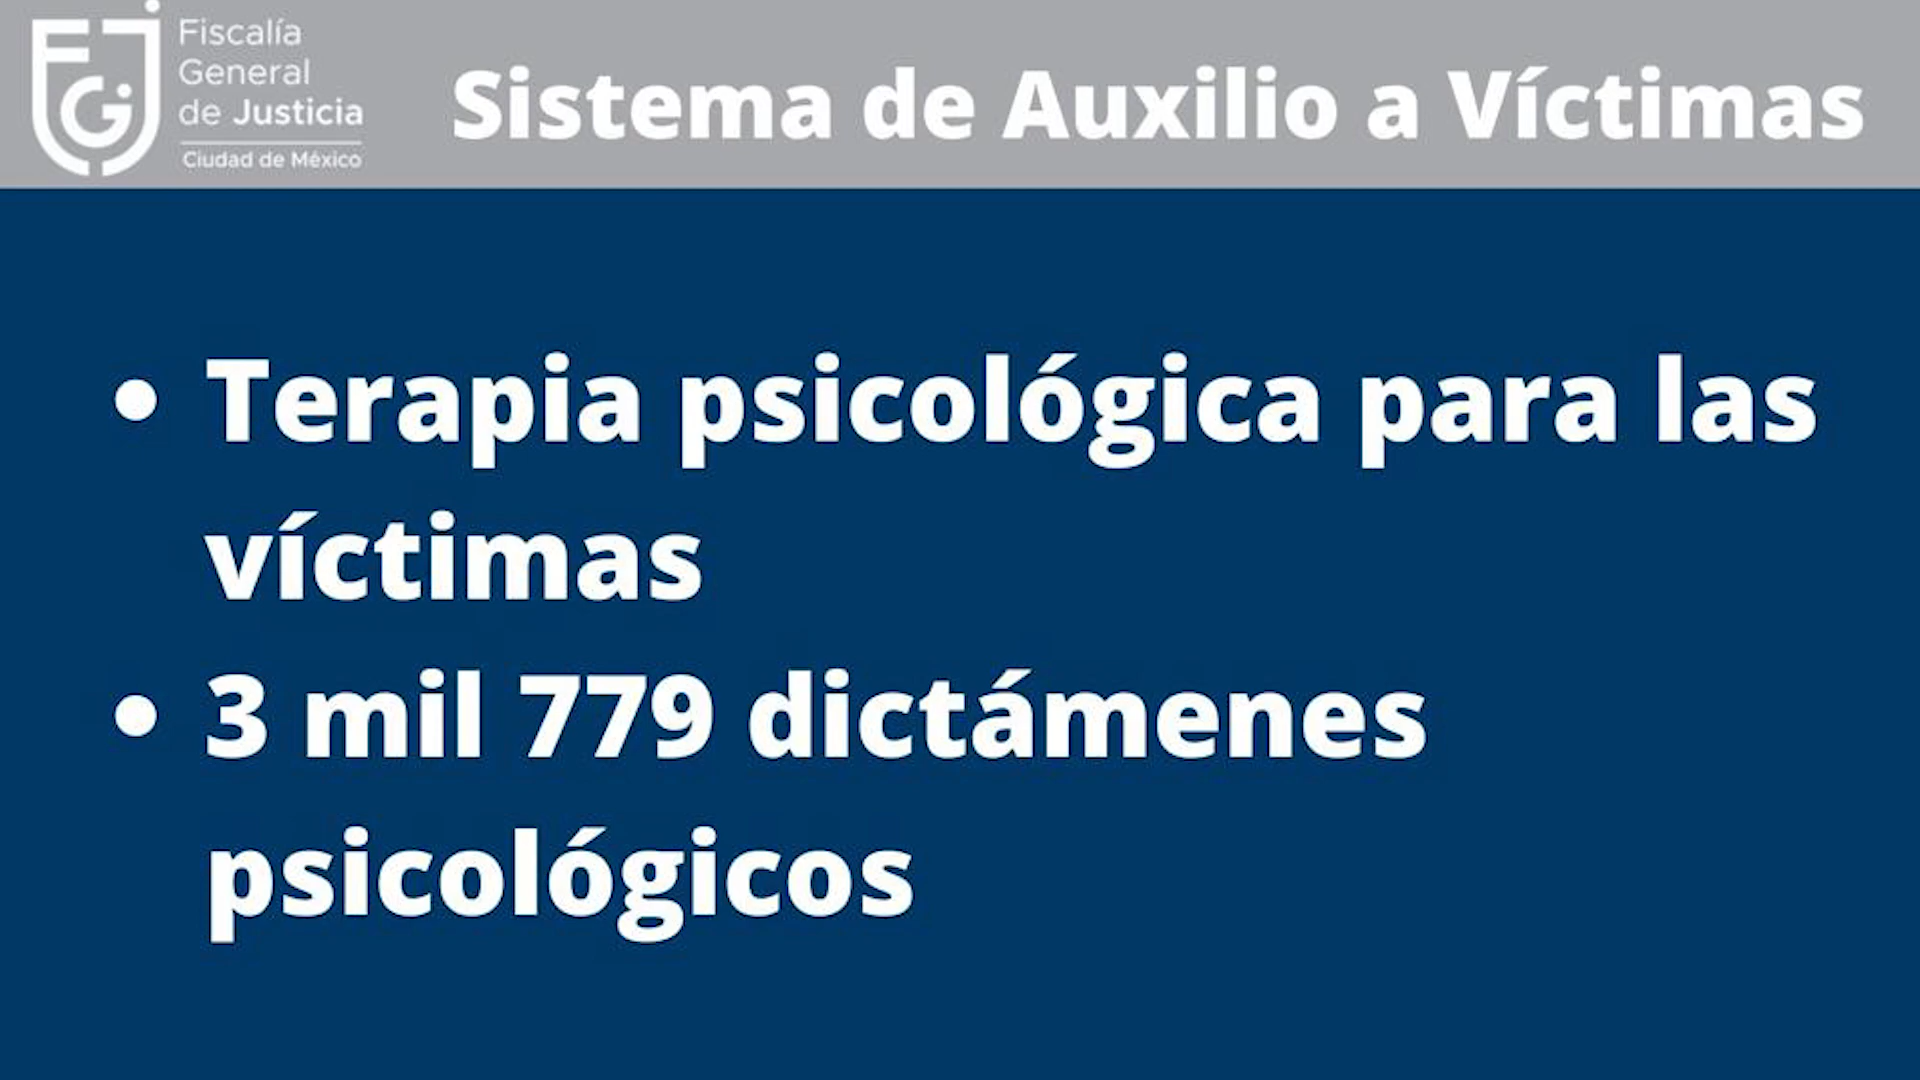 Fiscalía
General
de Justicia
Ciudad de México
Sistema de Auxilio a Víctimas
• Terapia psicológica para las
víctimas
• 3 mil 779 dictámenes
psicológicos